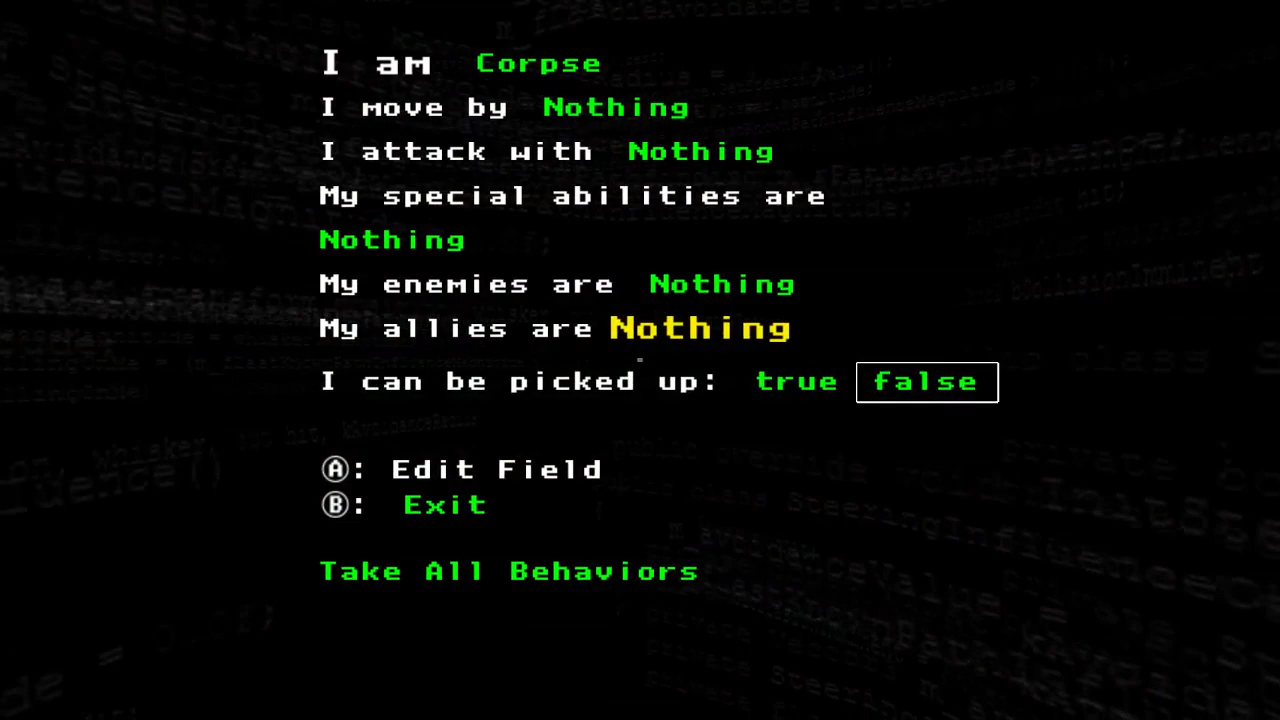 I am Corpse
I move by Nothing
I attack with Nothing
My special abilities are
Nothing
My enemies are Nothing
My allies are Nothing
I can be picked up: true false
Ⓐ: Edit Field
Ⓑ: Exit
Take All Behaviors